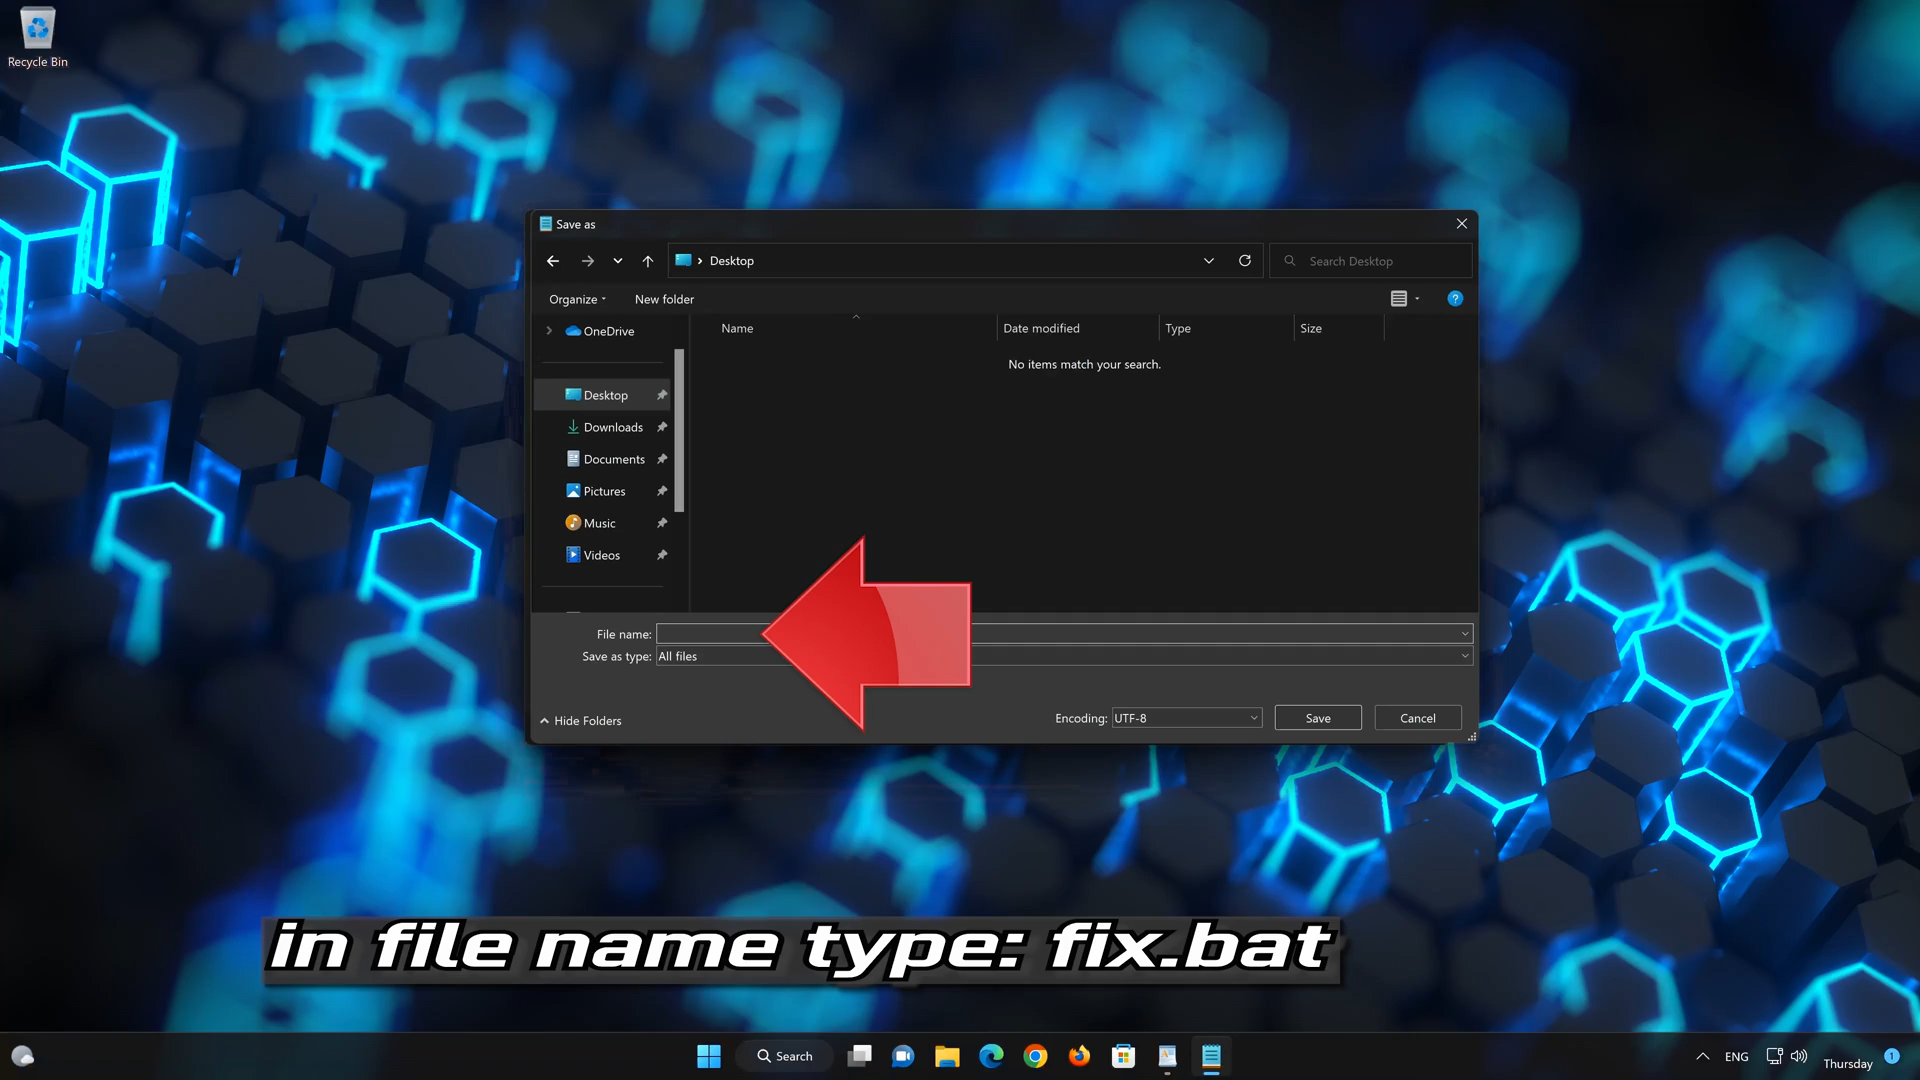 Recycle Bin
Save as
Desktop
Search Desktop
Organize
New folder
OneDrive
Name
Date modified
Type
Size
No items match your search.
Desktop
Downloads
Documents
Pictures
Music
Videos
File name:
Save as type: All files
Hide Folders
Encoding: UTF-8
Save
Cancel
in file name type: fix.bat
Search
ENG
Thursday
1